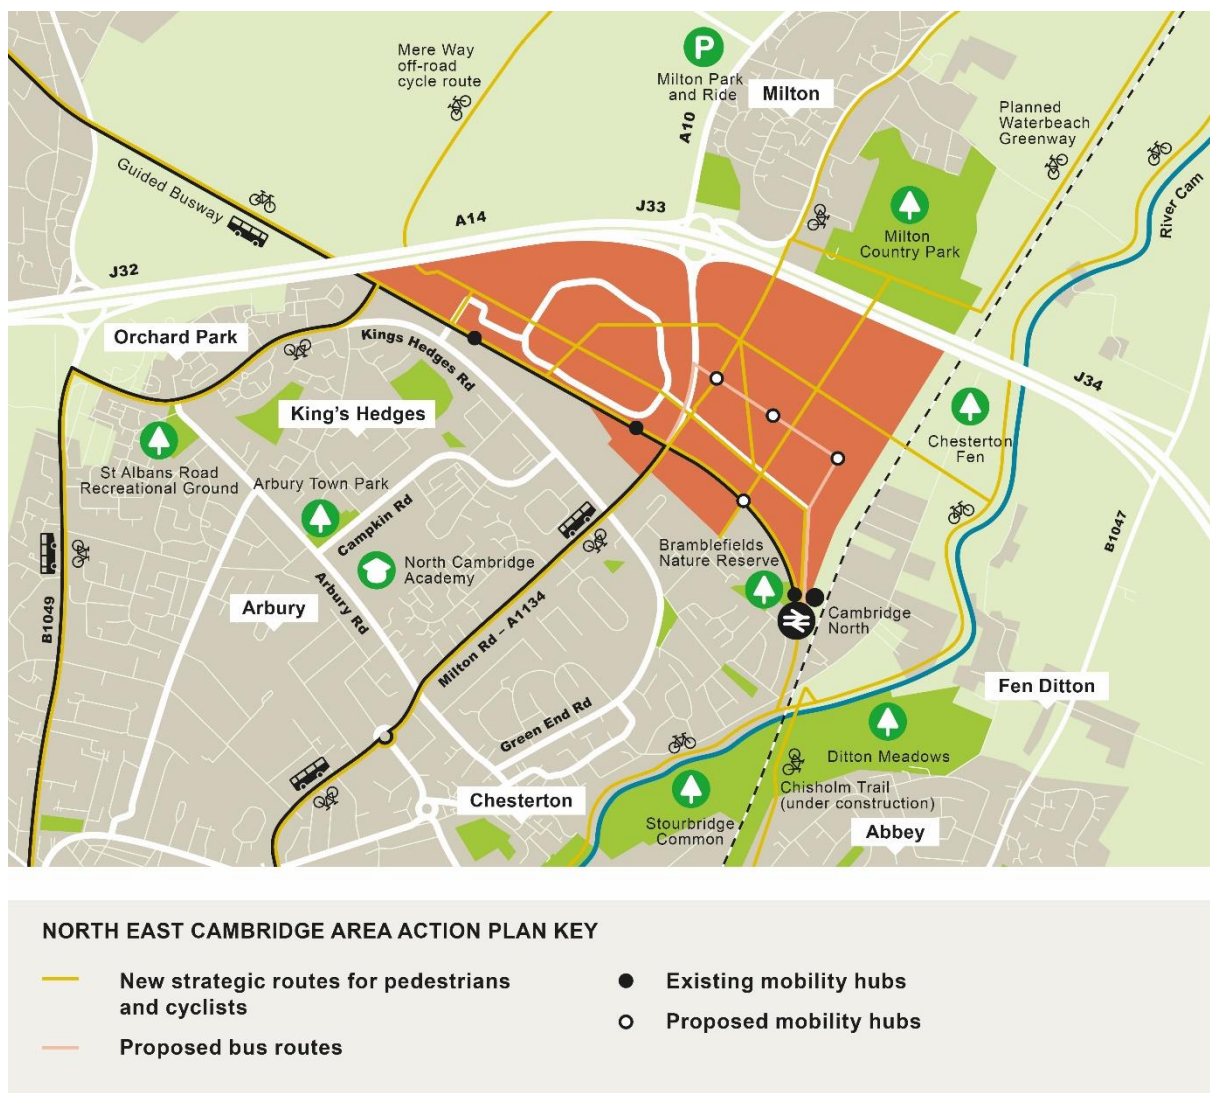 Mere Way
off-road
cycle route
P
Milton Park
and Ride
Milton
A10
Planned
Waterbeach
Greenway
River Cam
Guided Busway
A14
J33
Milton
Country Park
J32
Orchard Park
Kings Hedges Rd
J34
King's Hedges
Chesterton
Fen
St Albans Road
Recreational Ground
Arbury Town Park
Campkin Rd
B1047
Bramblefields
Nature Reserve
North Cambridge
Academy
Arbury
Arbury Rd
B1049
Cambridge
North
Milton Rd – A1134
Fen Ditton
Green End Rd
Ditton Meadows
Chisholm Trail
(under construction)
Chesterton
Stourbridge
Common
Abbey
NORTH EAST CAMBRIDGE AREA ACTION PLAN KEY
New strategic routes for pedestrians
and cyclists
Proposed bus routes
Existing mobility hubs
Proposed mobility hubs